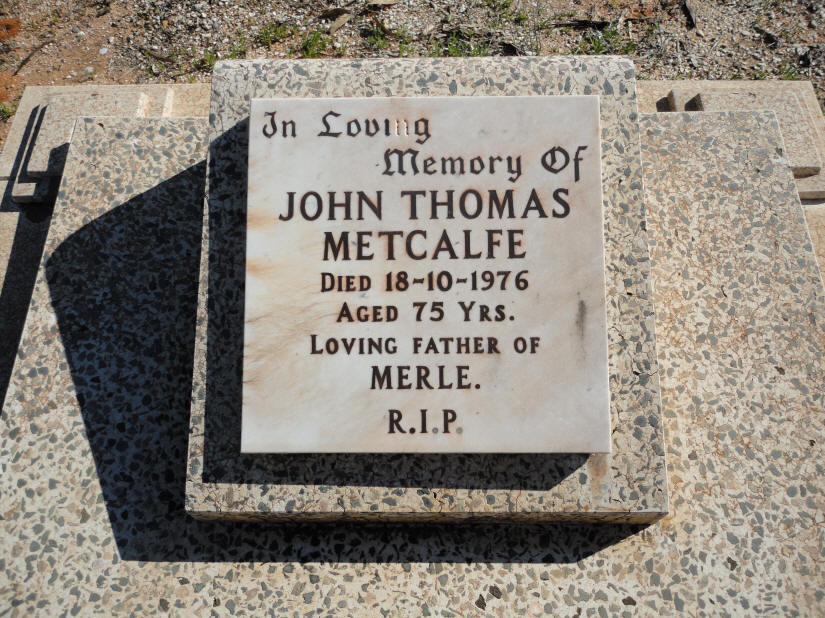 In Loving
Memory Of
JOHN THOMAS
METCALFE
DIED 18-10-1976
AGED 75 YRS.
LOVING FATHER OF
MERLE.
R.I.P.